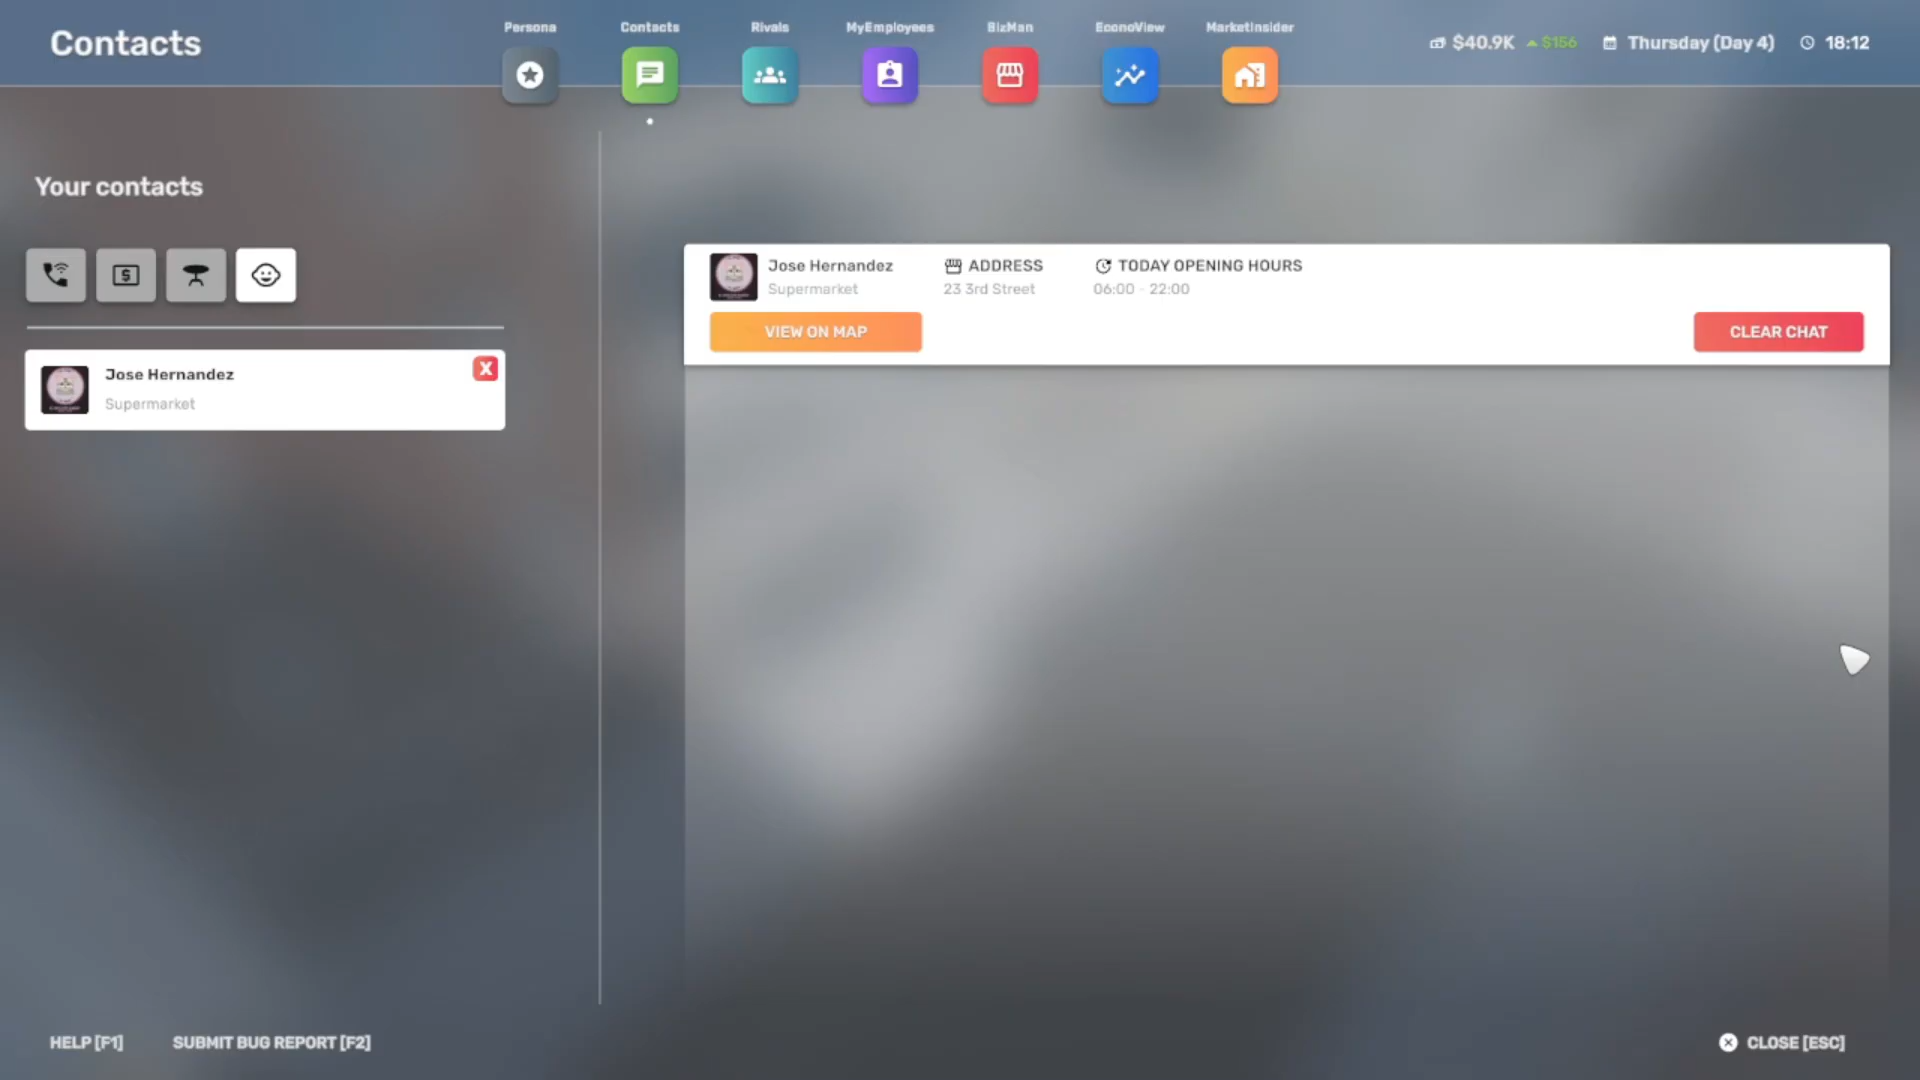 Contacts
Persona
Contacts
Rivals
MyEmployees
BizMan
EconoView
MarketInsider
$40.9K
$156
Thursday (Day 4)
18:12
Your contacts
Jose Hernandez
Supermarket
X
Jose Hernandez
Supermarket
ADDRESS
23 3rd Street
TODAY OPENING HOURS
06:00 - 22:00
VIEW ON MAP
CLEAR CHAT
HELP [F1]
SUBMIT BUG REPORT [F2]
CLOSE [ESC]